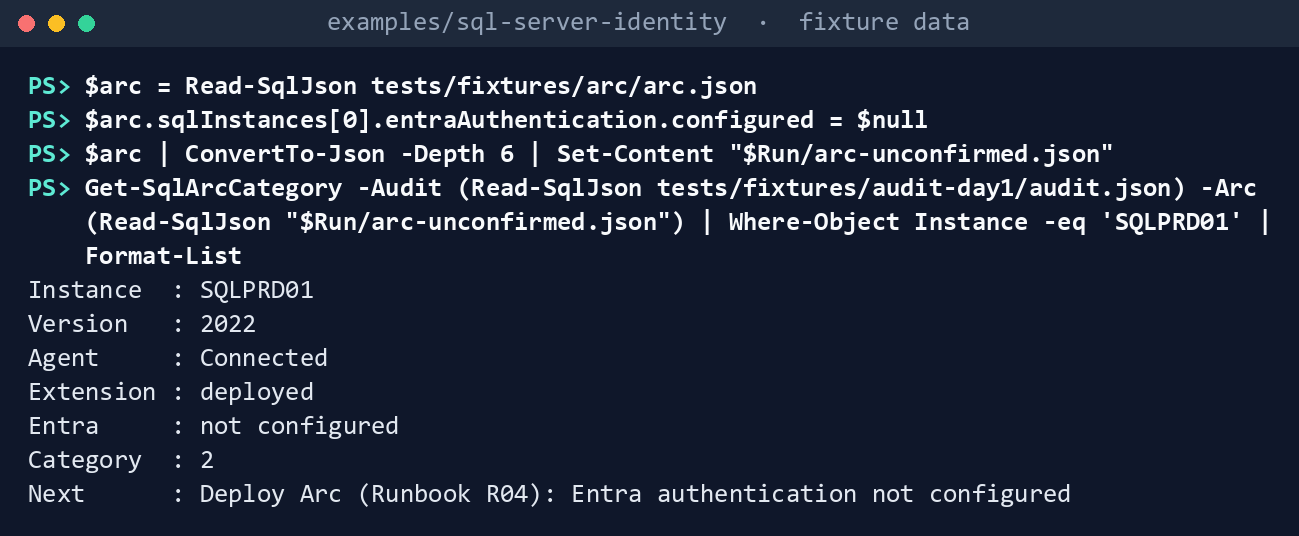 examples/sql-server-identity · fixture data
PS> $arc = Read-SqlJson tests/fixtures/arc/arc.json
PS> $arc.sqlInstances[0].entraAuthentication.configured = $null
PS> $arc | ConvertTo-Json -Depth 6 | Set-Content "$Run/arc-unconfirmed.json"
PS> Get-SqlArcCategory -Audit (Read-SqlJson tests/fixtures/audit-day1/audit.json) -Arc
(Read-SqlJson "$Run/arc-unconfirmed.json") | Where-Object Instance -eq 'SQLPRD01' |
Format-List
Instance  : SQLPRD01
Version   : 2022
Agent     : Connected
Extension : deployed
Entra     : not configured
Category  : 2
Next      : Deploy Arc (Runbook R04): Entra authentication not configured